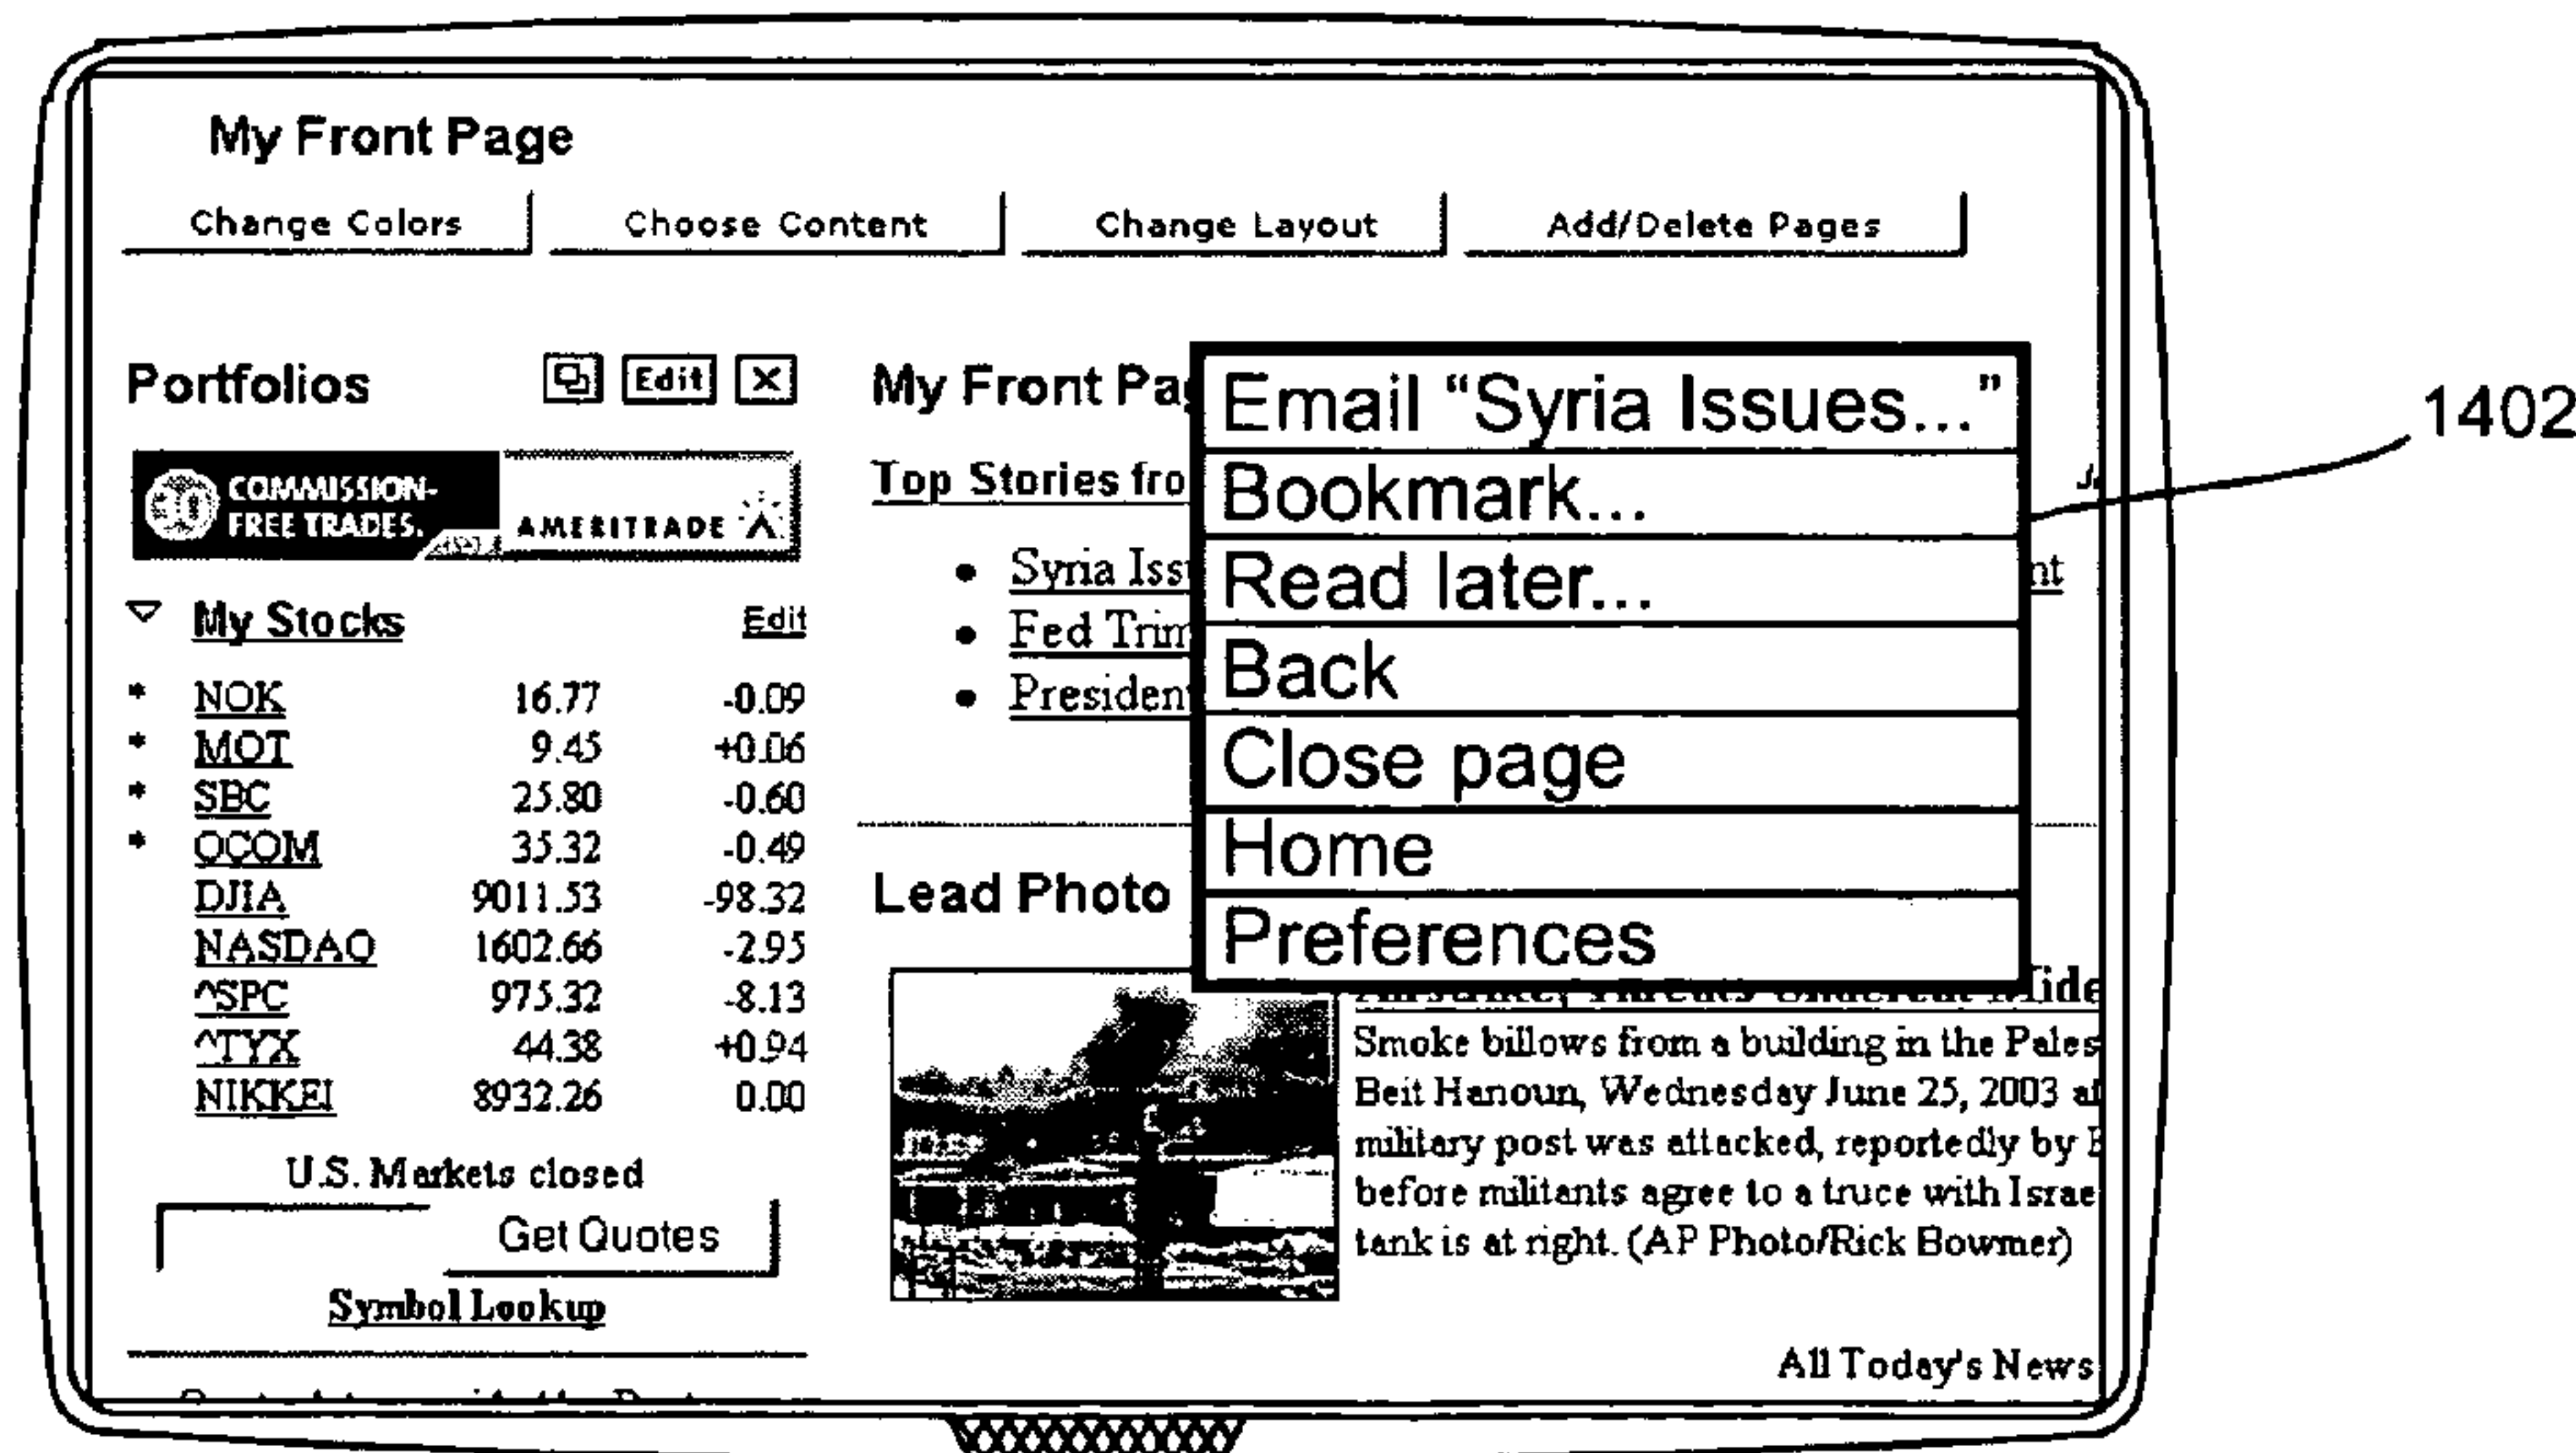 My Front Page
Change Colors Choose Content Change Layout Add/Delete Pages
Portfolios Edit X
COMMISSION-
FREE TRADES.
AMERITRADE
My Stocks Edit
* NOK 16.77 -0.09
* MOT 9.45 +0.06
* SBC 25.80 -0.60
* QCOM 35.32 -0.49
DJIA 9011.53 -98.32
NASDAQ 1602.66 -2.95
^SPC 975.32 -8.13
^TYX 44.38 +0.94
NIKKEI 8932.26 0.00
U.S. Markets closed
Get Quotes
Symbol Lookup
My Front Pa
Top Stories fro
• Syria Iss
• Fed Trim
• President
nt
Email “Syria Issues...”
Bookmark...
Read later...
Back
Close page
Home
Preferences
1402
Lead Photo
Smoke billows from a building in the Pales
Beit Hanoun, Wednesday June 25, 2003 at
military post was attacked, reportedly by
before militants agree to a truce with Israe
tank is at right. (AP Photo/Rick Bowmer)
All Today's News